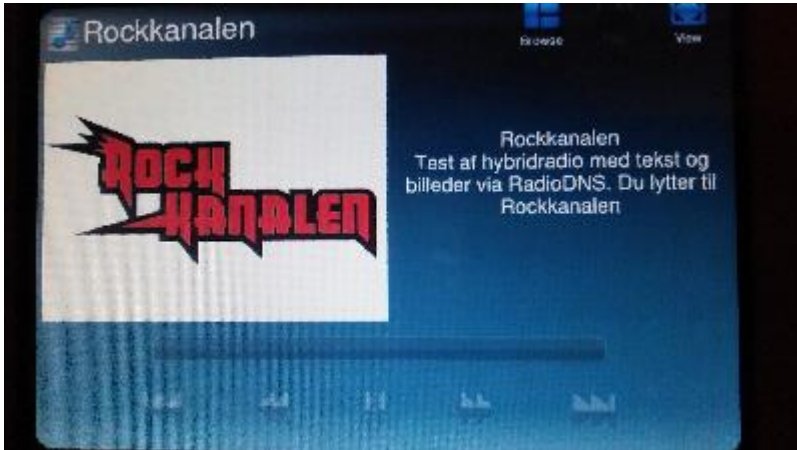 Rockkanalen
Browse
View
ROCK
KANALEN
Rockkanalen
Test af hybridradio med tekst og
billeder via RadioDNS. Du lytter til
Rockkanalen